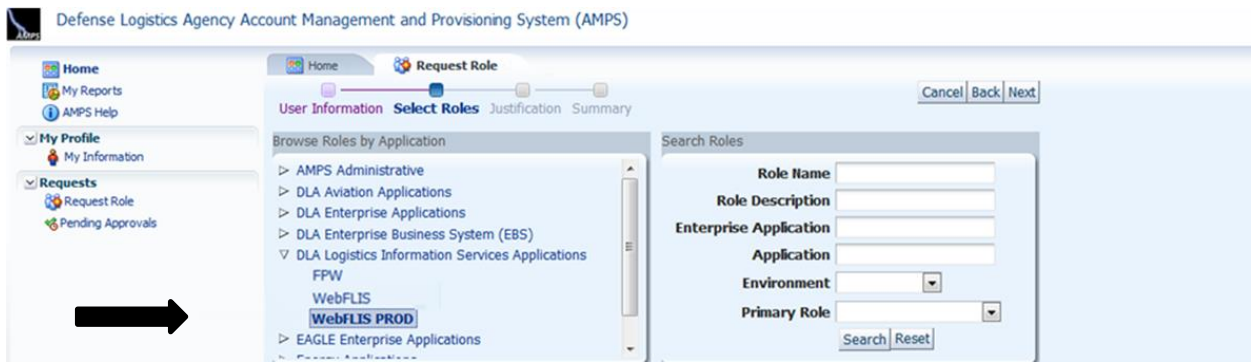 AMPS
Defense Logistics Agency Account Management and Provisioning System (AMPS)
Home
My Reports
AMPS Help
My Profile
My Information
Requests
Request Role
Pending Approvals
Home Request Role
User Information Select Roles Justification Summary
Cancel Back Next
Browse Roles by Application
AMPS Administrative
DLA Aviation Applications
DLA Enterprise Applications
DLA Enterprise Business System (EBS)
DLA Logistics Information Services Applications
FPW
WebFLIS
WebFLIS PROD
EAGLE Enterprise Applications
Search Roles
Role Name
Role Description
Enterprise Application
Application
Environment
Primary Role
Search Reset